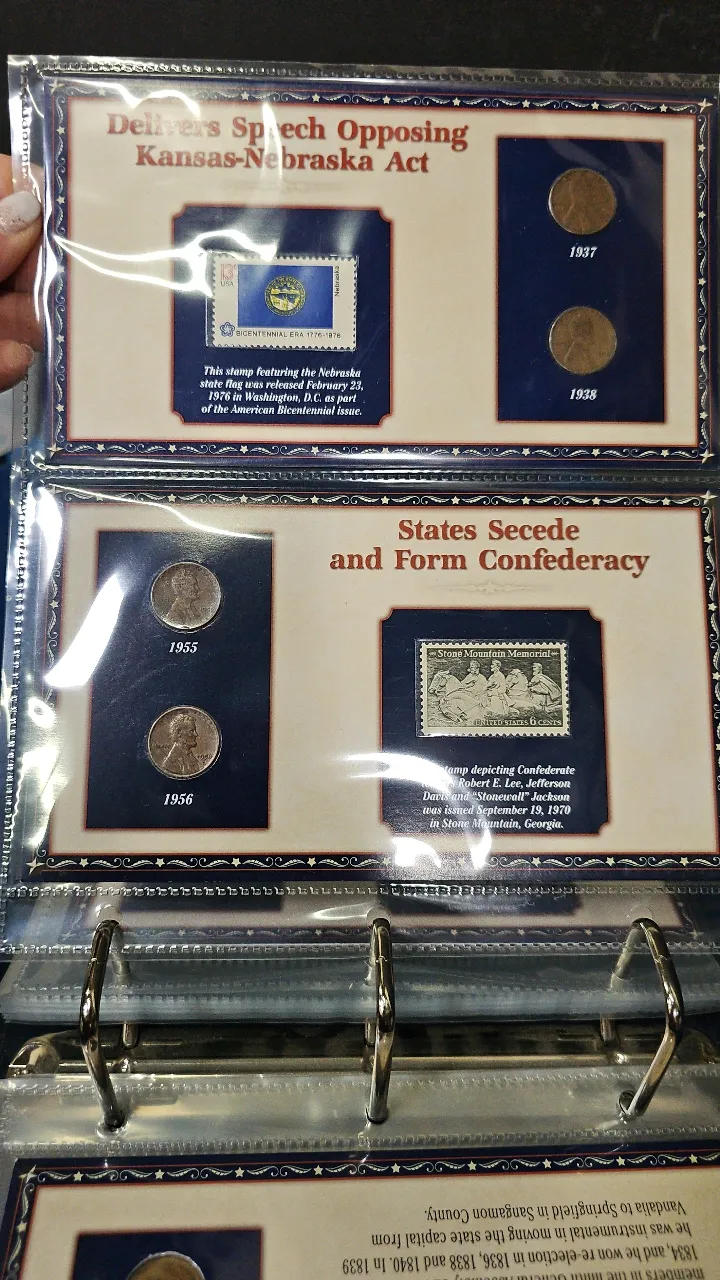 Delivers Speech Opposing
Kansas-Nebraska Act
13
USA
Nebraska
BICENTENNIAL ERA 1776-1976
This stamp featuring the Nebraska
state flag was released February 23,
1976 in Washington, D.C. as part
of the American Bicentennial issue.
1937
1938
States Secede
and Form Confederacy
1955
1956
Stone Mountain Memorial
UNITED STATES 6 CENTS
stamp depicting Confederate
Robert E. Lee, Jefferson
Davis and "Stonewall" Jackson
was issued September 19, 1970
in Stone Mountain, Georgia.
1834, and he won re-election in 1836, 1838 and 1840. In 1839
he was instrumental in moving the state capital from
Vandalia to Springfield in Sangamon County.